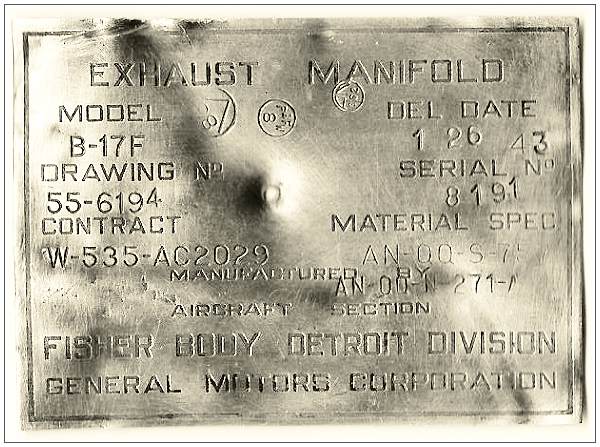 EXHAUST MANIFOLD
MODEL DEL DATE
B-17F 1 26 43
DRAWING No SERIAL No
55-6194 8191
CONTRACT MATERIAL SPEC
W-535-AC2029 AN-QQ-S-75
MANUFACTURED BY
AN-QQ-N-271-A
AIRCRAFT SECTION
FISHER BODY DETROIT DIVISION
GENERAL MOTORS CORPORATION